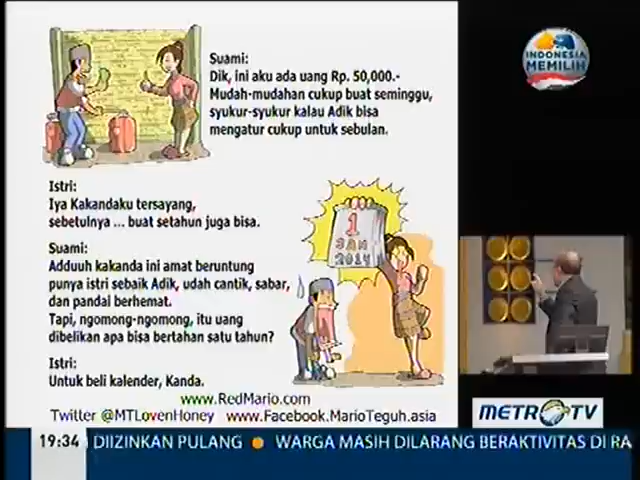 Suami:
Dik, ini aku ada uang Rp. 50,000.-
Mudah-mudahan cukup buat seminggu,
syukur-syukur kalau Adik bisa
mengatur cukup untuk sebulan.
INDONESIA
MEMILIH
Istri:
Iya Kakandaku tersayang,
sebetulnya ... buat setahun juga bisa.
1
JAN
2014
Suami:
Adduuh kakanda ini amat beruntung
punya istri sebaik Adik, udah cantik, sabar,
dan pandai berhemat.
Tapi, ngomong-ngomong, itu uang
dibelikan apa bisa bertahan satu tahun?
Istri:
Untuk beli kalender, Kanda.
www.RedMario.com
Twitter @MTLovenHoney www.Facebook.MarioTeguh.asia
METRO TV
19:34 DIIZINKAN PULANG WARGA MASIH DILARANG BERAKTIVITAS DI RA